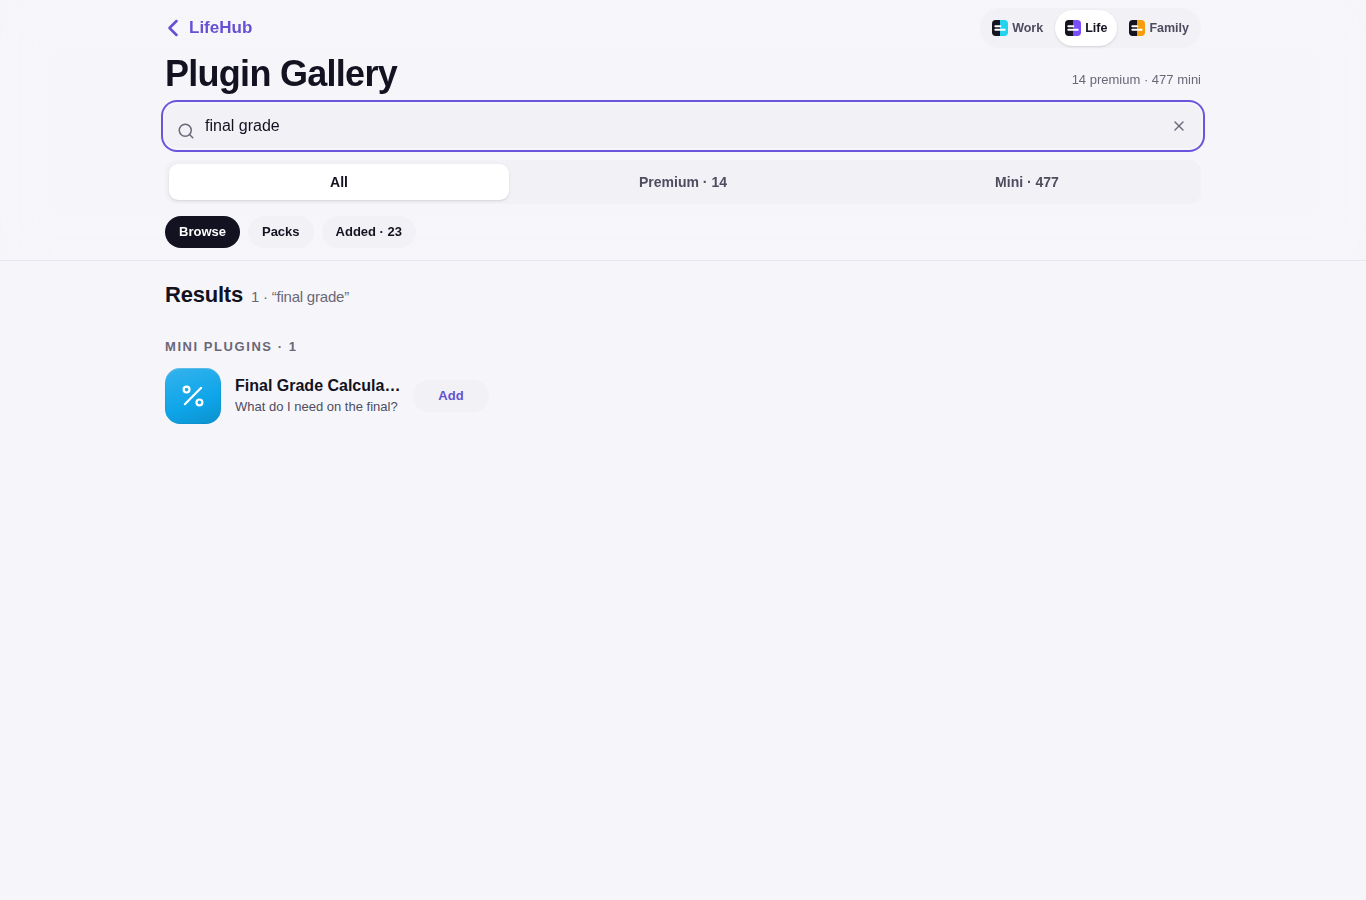 LifeHub
Work
Life
Family
Plugin Gallery
14 premium · 477 mini
final grade
All
Premium · 14
Mini · 477
Browse
Packs
Added · 23
Results 1 · “final grade”
MINI PLUGINS · 1
Final Grade Calcula…
What do I need on the final?
Add